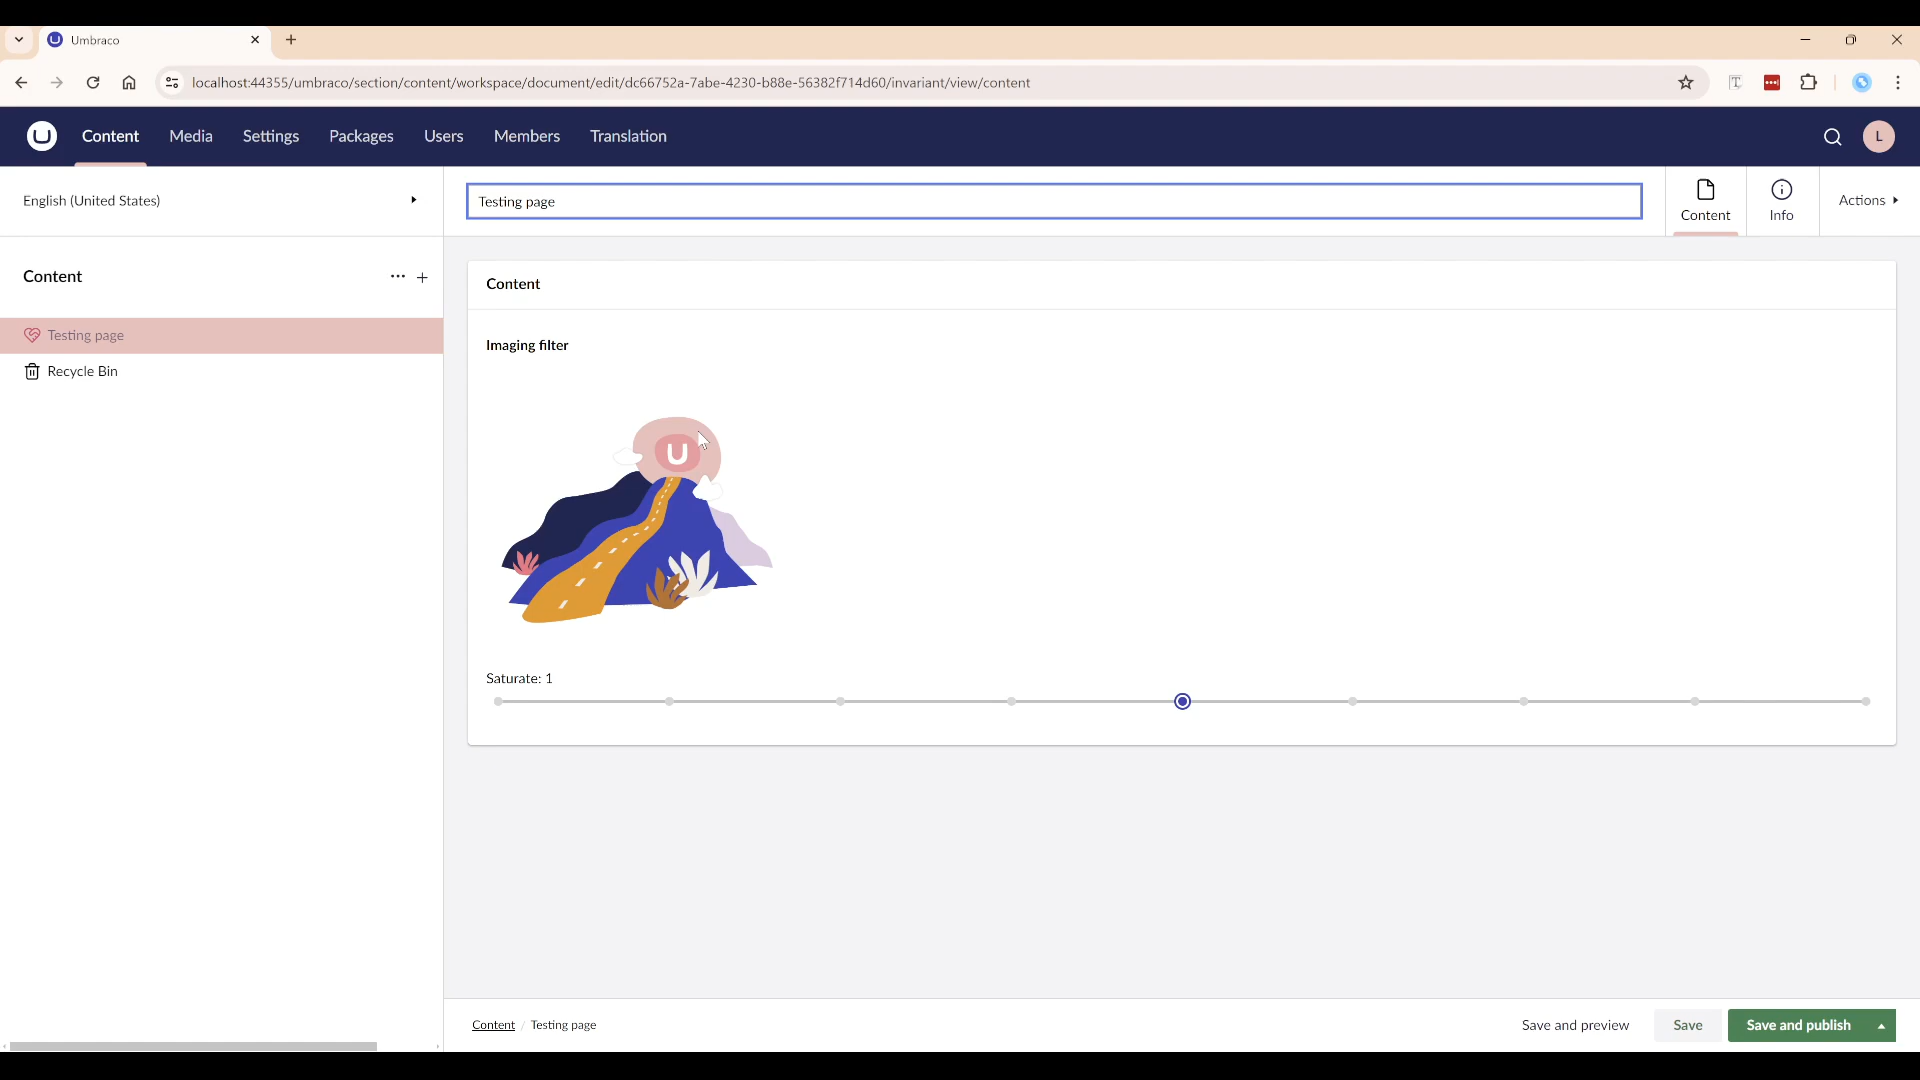 Umbraco
localhost:44355/umbraco/section/content/workspace/document/edit/dc66752a-7abe-4230-b88e-56382f714d60/invariant/view/content
Content Media Settings Packages Users Members Translation L
English (United States)
Testing page
Content
Info
Actions
Content
Testing page
Recycle Bin
Content
Imaging filter
U
Saturate: 1
Content / Testing page
Save and preview
Save
Save and publish